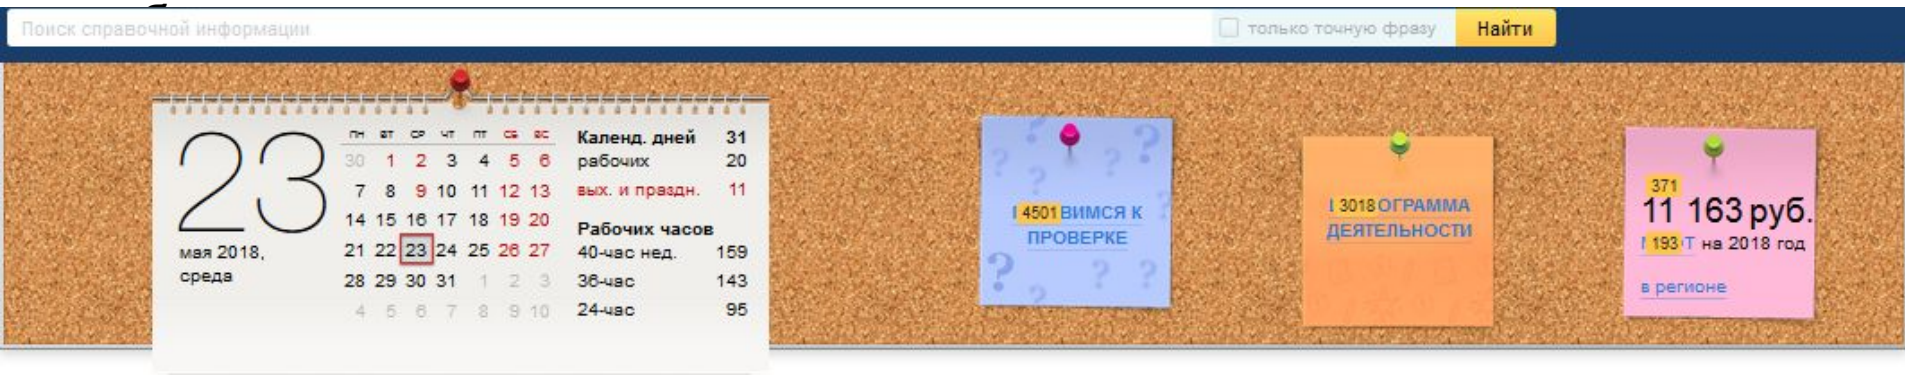 Поиск справочной информации
только точную фразу
Найти
23
мая 2018,
среда
пн вт ср чт пт сб вс
30 1 2 3 4 5 6
7 8 9 10 11 12 13
14 15 16 17 18 19 20
21 22 23 24 25 26 27
28 29 30 31 1 2 3
4 5 6 7 8 9 10
Календ. дней 31
рабочих 20
вых. и праздн. 11
Рабочих часов
40-час нед. 159
36-час 143
24-час 95
4501 ВИМСЯ К
ПРОВЕРКЕ
3018 ОГРАММА
ДЕЯТЕЛЬНОСТИ
371
11 163 руб.
193 Т на 2018 год
в регионе